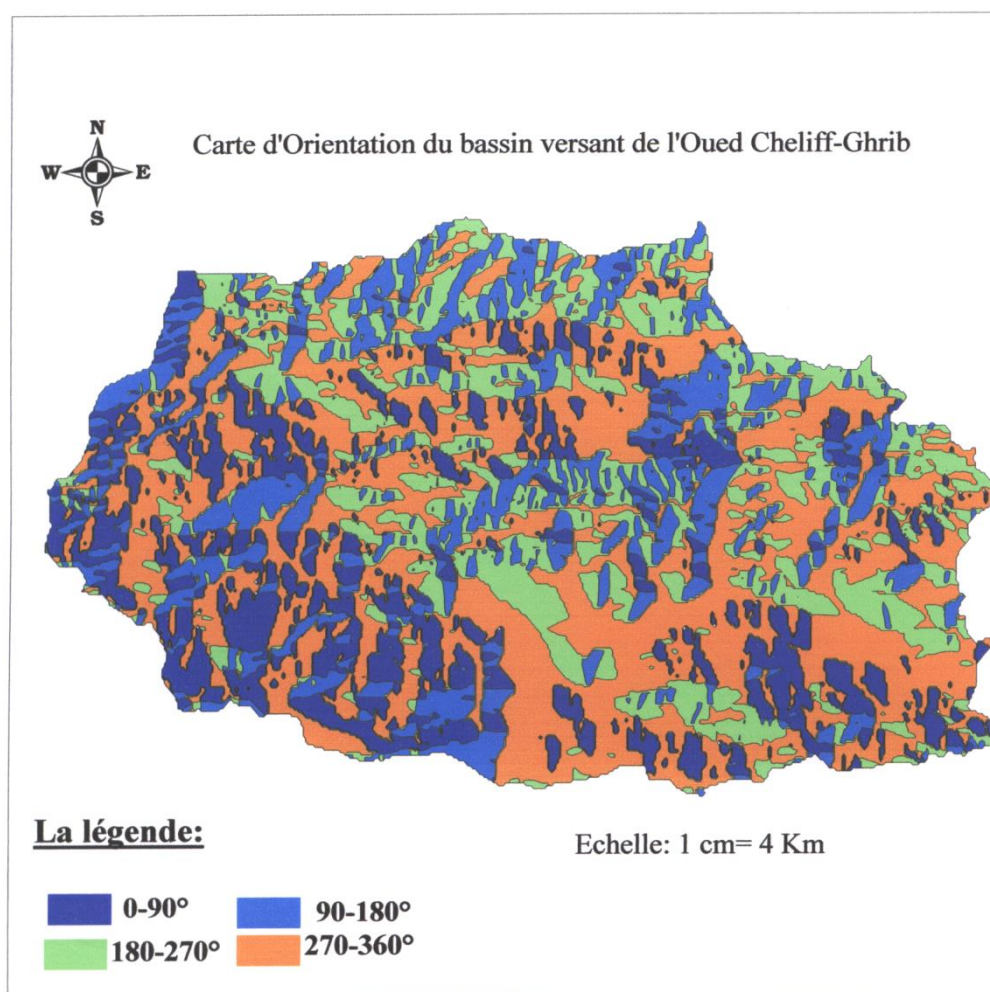 N
Carte d'Orientation du bassin versant de l'Oued Cheliff-Ghrib
W E
S
La légende:
Echelle: 1 cm= 4 Km
0-90° 90-180°
180-270° 270-360°